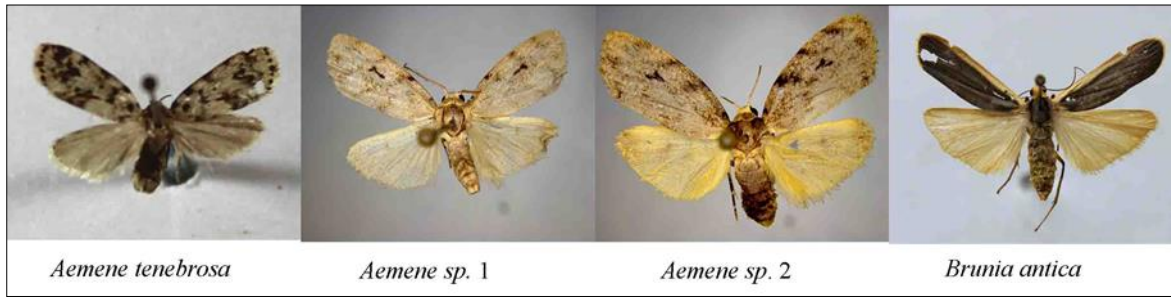 Aemene tenebrosa
Aemene sp. 1
Aemene sp. 2
Brunia antica